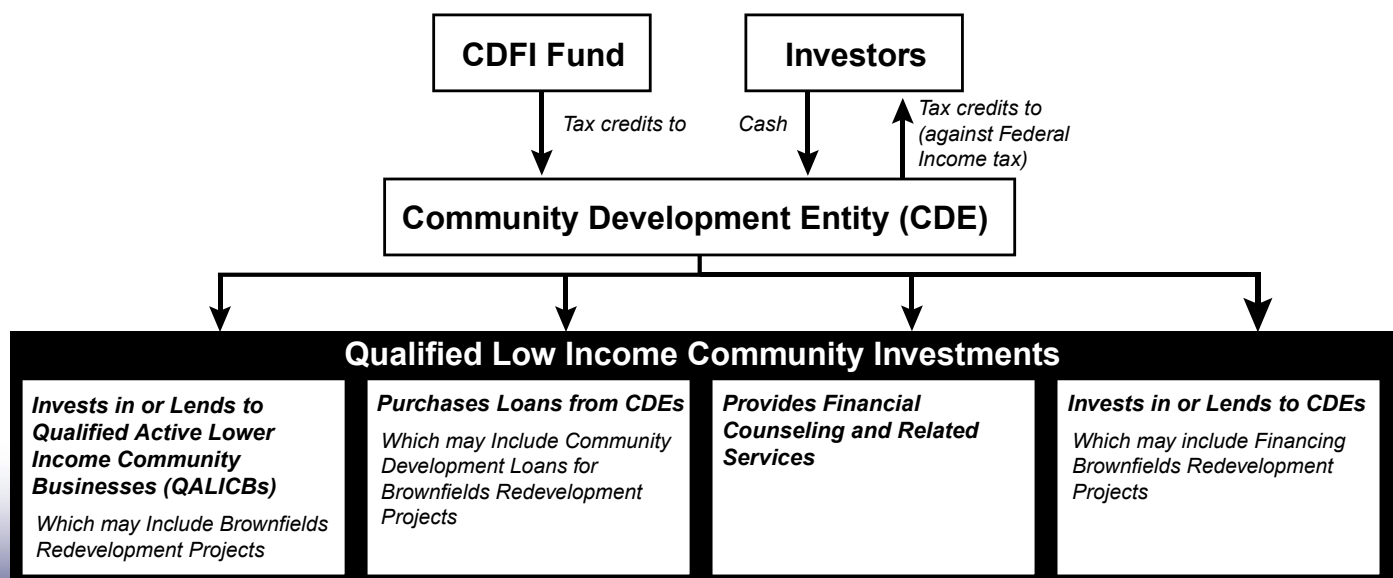 CDFI Fund
Investors
Tax credits to
Cash
Tax credits to
(against Federal
Income tax)
Community Development Entity (CDE)
Qualified Low Income Community Investments
Invests in or Lends to
Qualified Active Lower
Income Community
Businesses (QALICBs)
Which may Include Brownfields
Redevelopment Projects
Purchases Loans from CDEs
Which may Include Community
Development Loans for
Brownfields Redevelopment
Projects
Provides Financial
Counseling and Related
Services
Invests in or Lends to CDEs
Which may include Financing
Brownfields Redevelopment
Projects